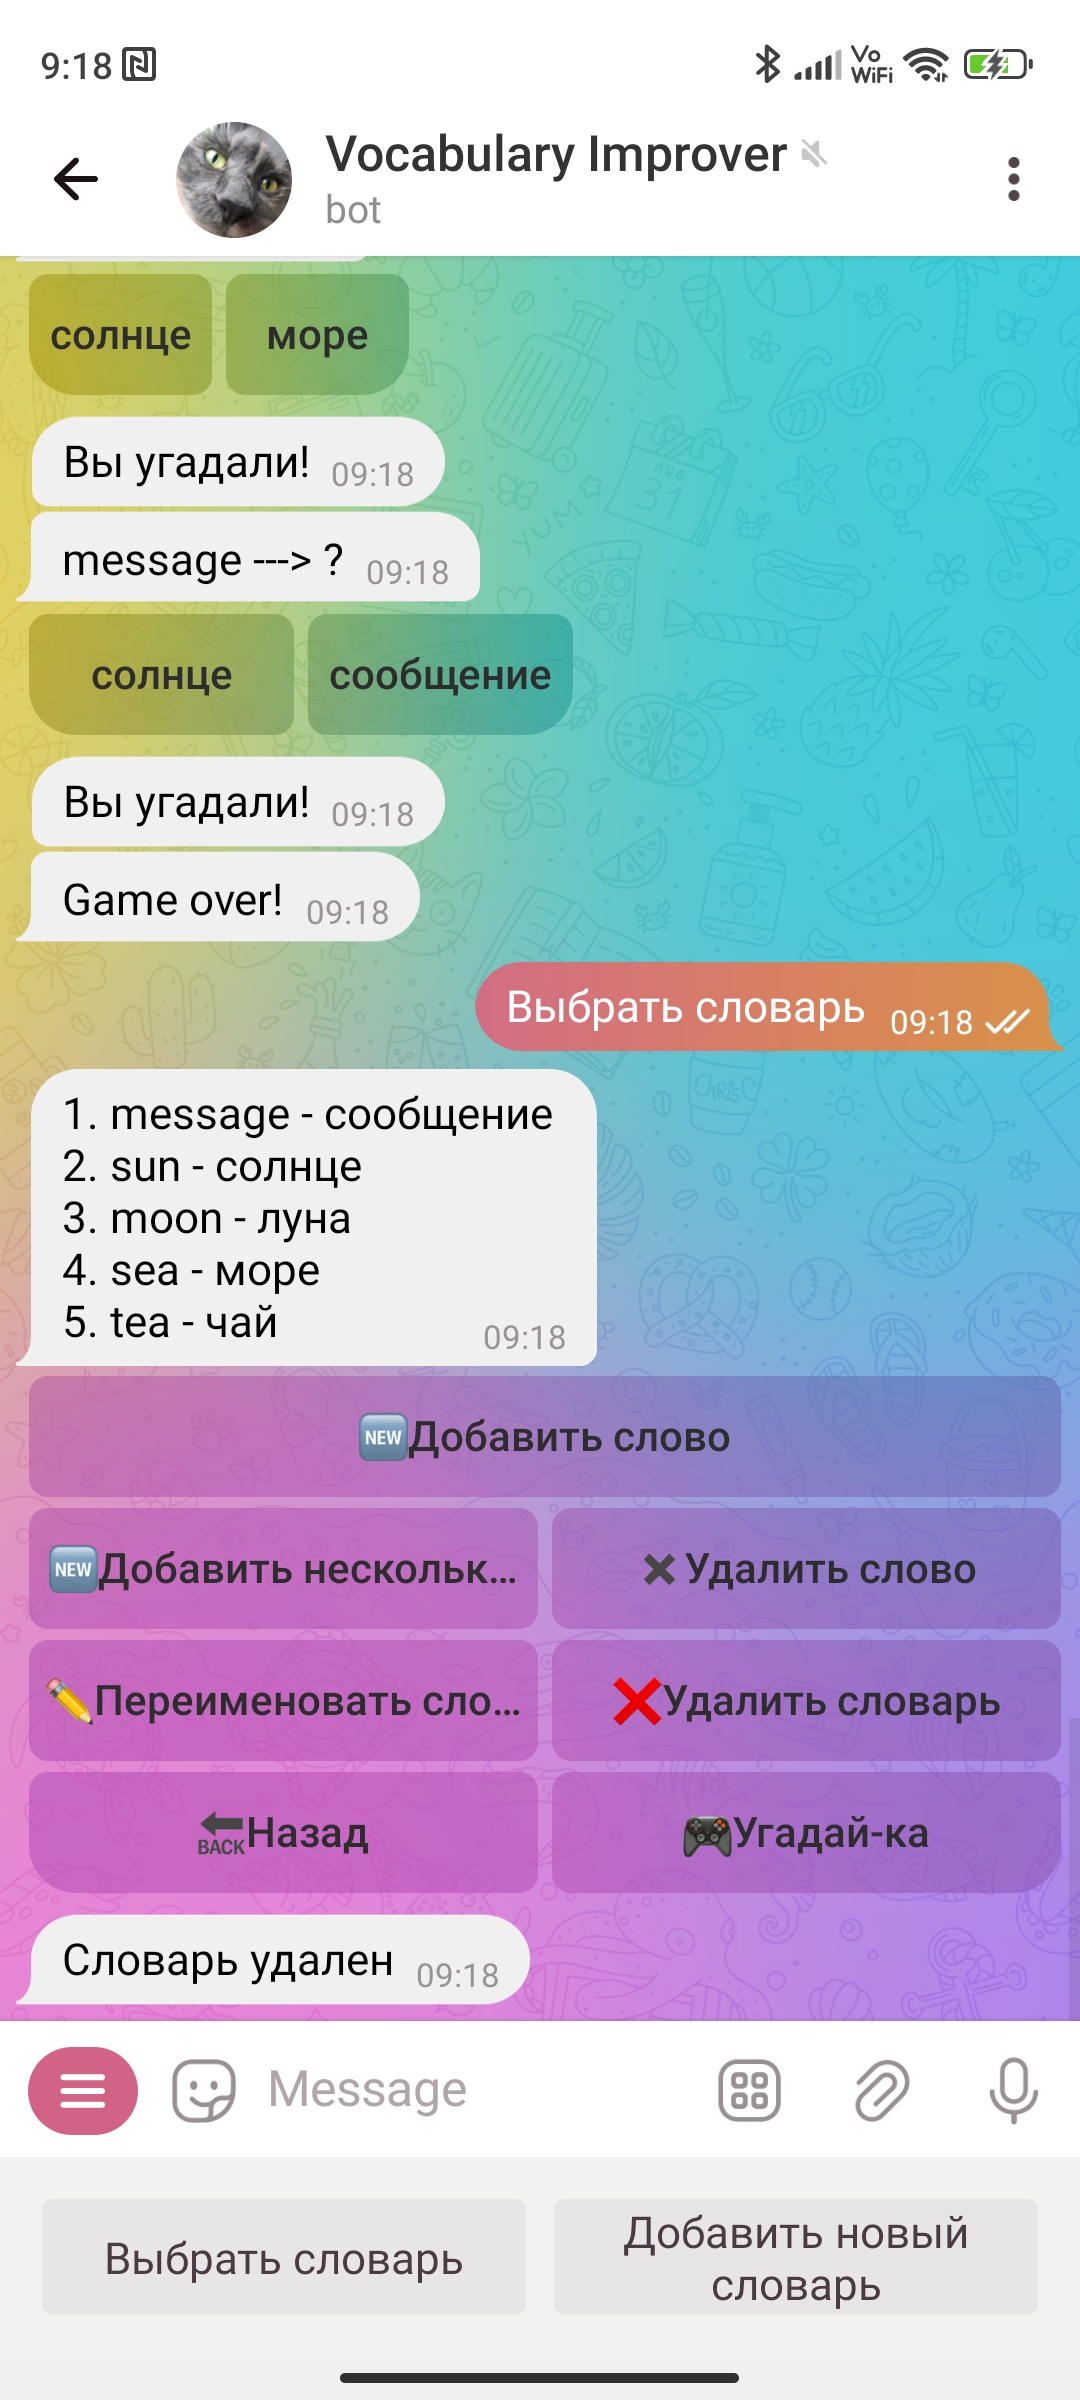 9:18
Vo
WiFi
Vocabulary Improver
bot
солнце
море
Вы угадали! 09:18
message ---> ? 09:18
солнце
сообщение
Вы угадали! 09:18
Game over! 09:18
Выбрать словарь 09:18
1. message - сообщение
2. sun - солнце
3. moon - луна
4. sea - море
5. tea - чай
09:18
NEW Добавить слово
NEW Добавить нескольк...
✖ Удалить слово
Переименовать сло...
❌Удалить словарь
BACK Назад
Угадай-ка
Словарь удален 09:18
Message
Выбрать словарь
Добавить новый
словарь